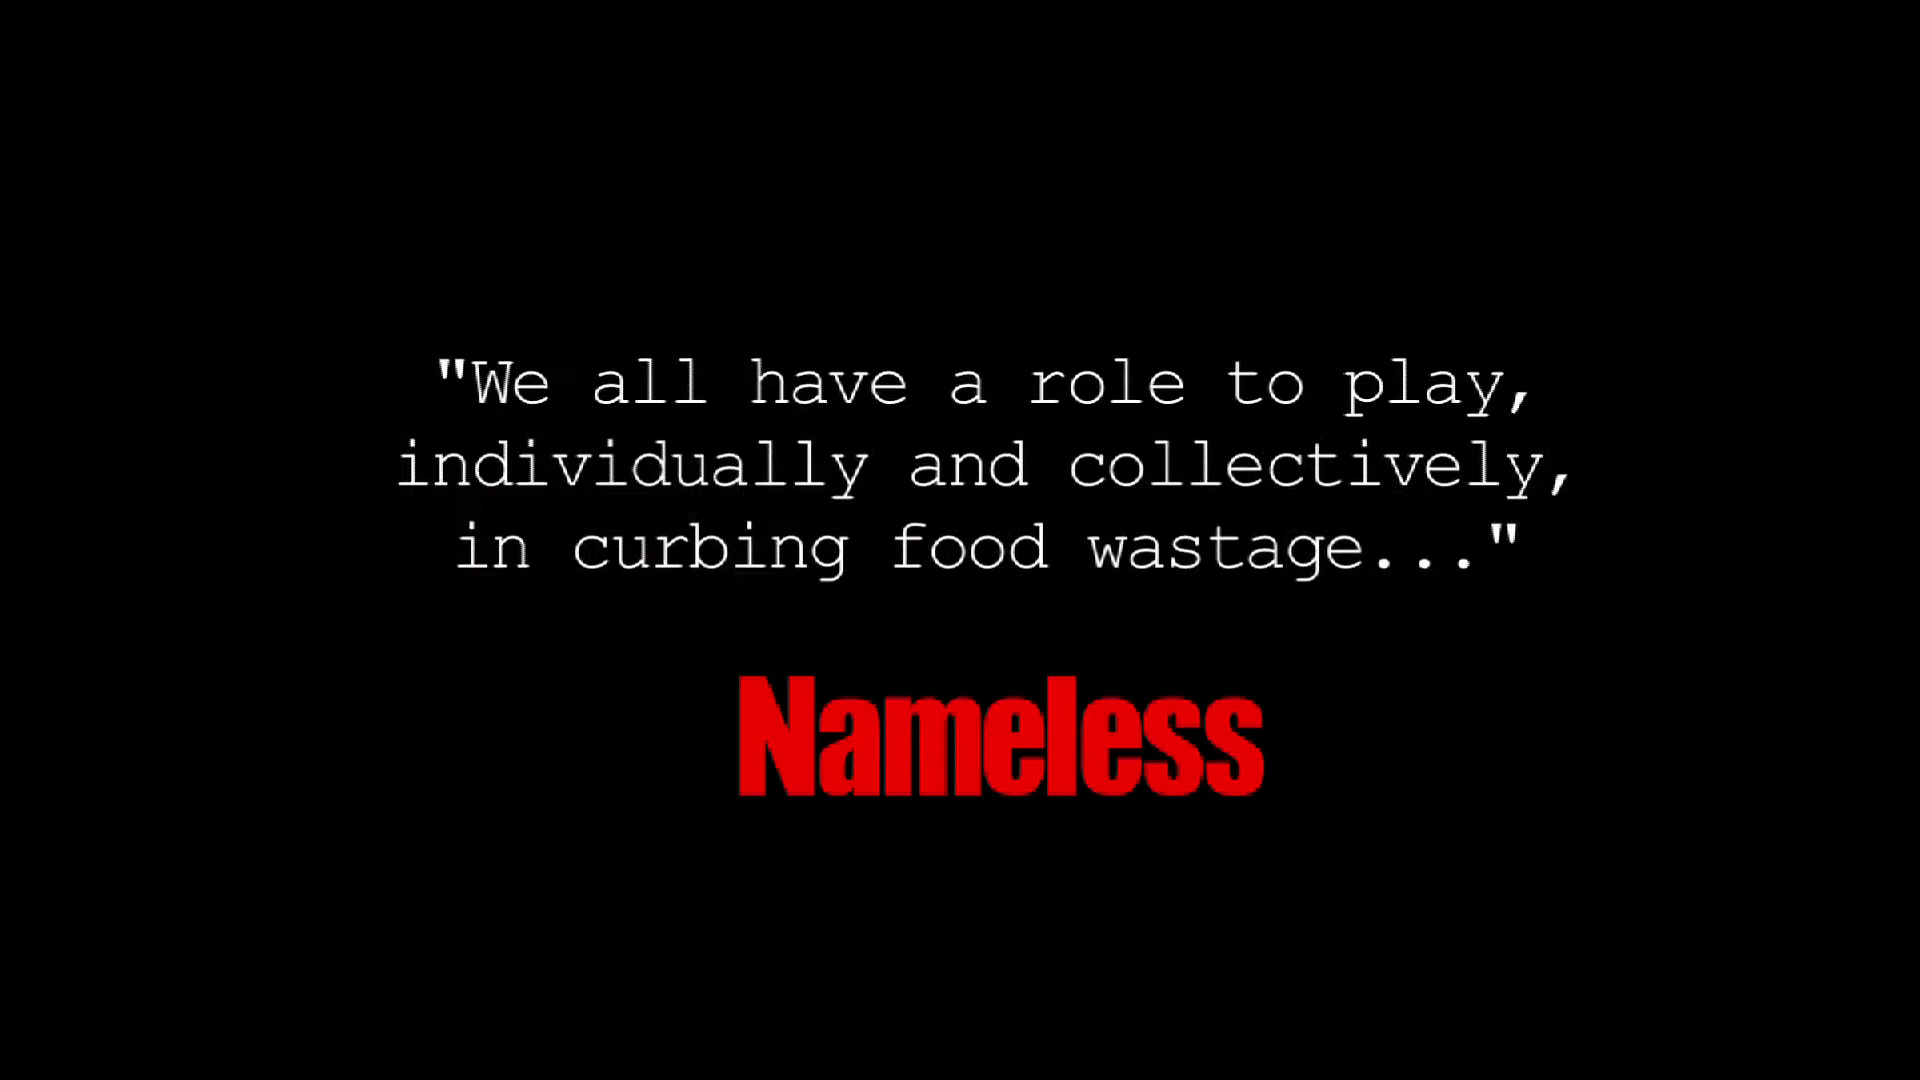 "We all have a role to play,
individually and collectively,
in curbing food wastage..."
Nameless